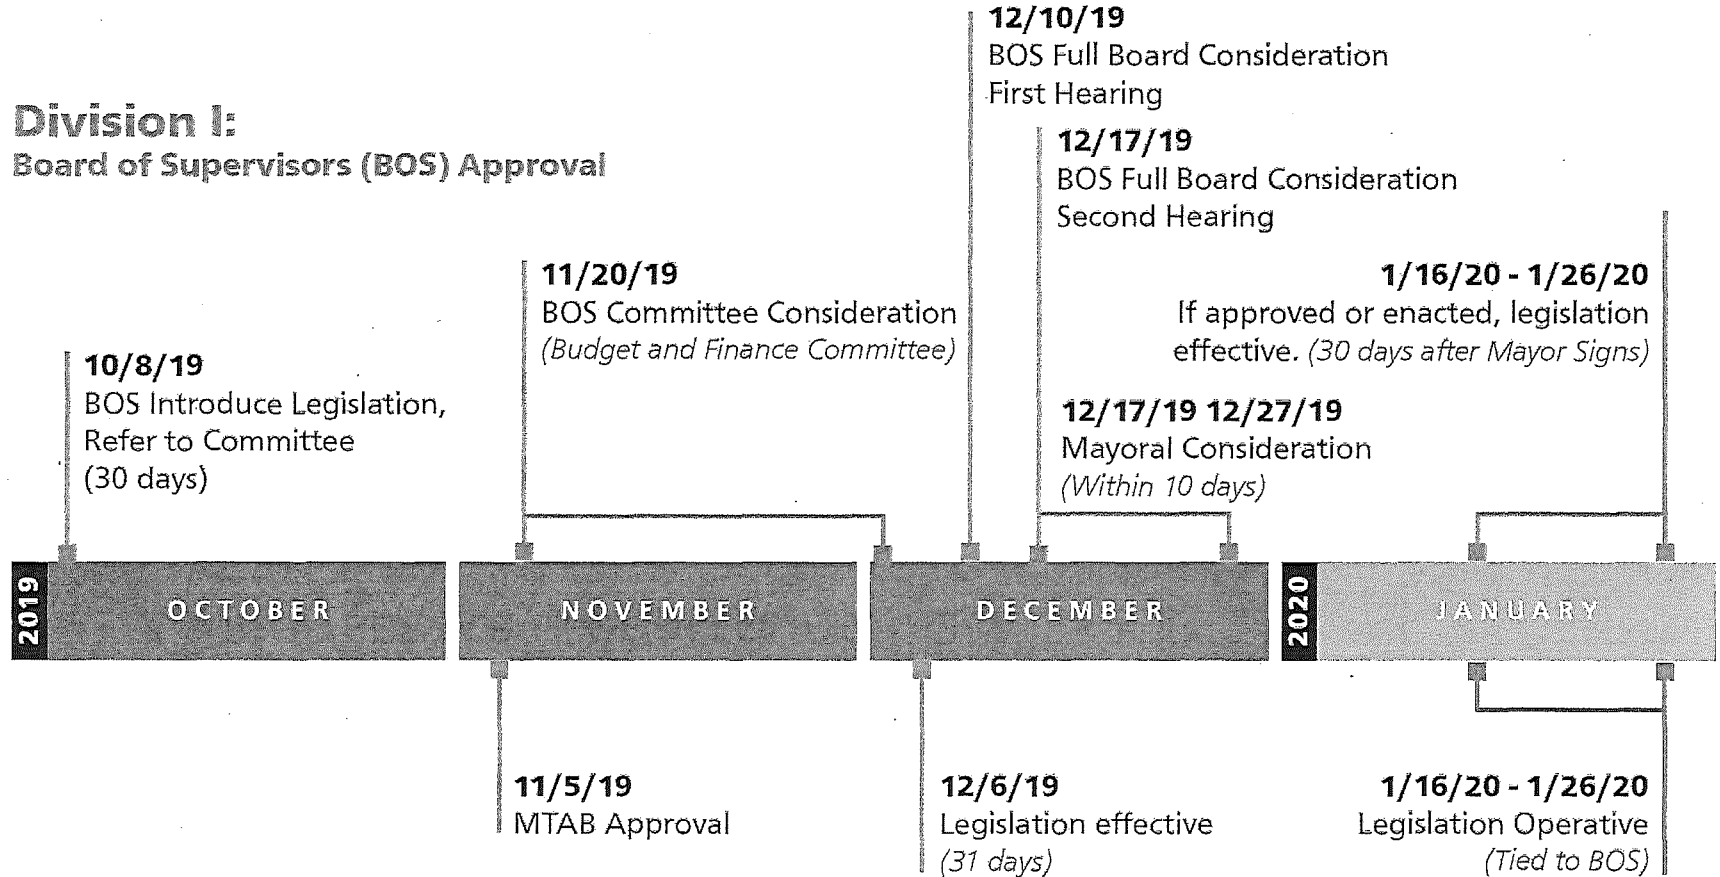 12/10/19
BOS Full Board Consideration
First Hearing
Division I:
Board of Supervisors (BOS) Approval
12/17/19
BOS Full Board Consideration
Second Hearing
11/20/19
BOS Committee Consideration
(Budget and Finance Committee)
1/16/20 - 1/26/20
If approved or enacted, legislation
effective. (30 days after Mayor Signs)
10/8/19
BOS Introduce Legislation,
Refer to Committee
(30 days)
12/17/19 12/27/19
Mayoral Consideration
(Within 10 days)
2019
OCTOBER
NOVEMBER
DECEMBER
2020
JANUARY
11/5/19
MTAB Approval
12/6/19
Legislation effective
(31 days)
1/16/20 - 1/26/20
Legislation Operative
(Tied to BOS)